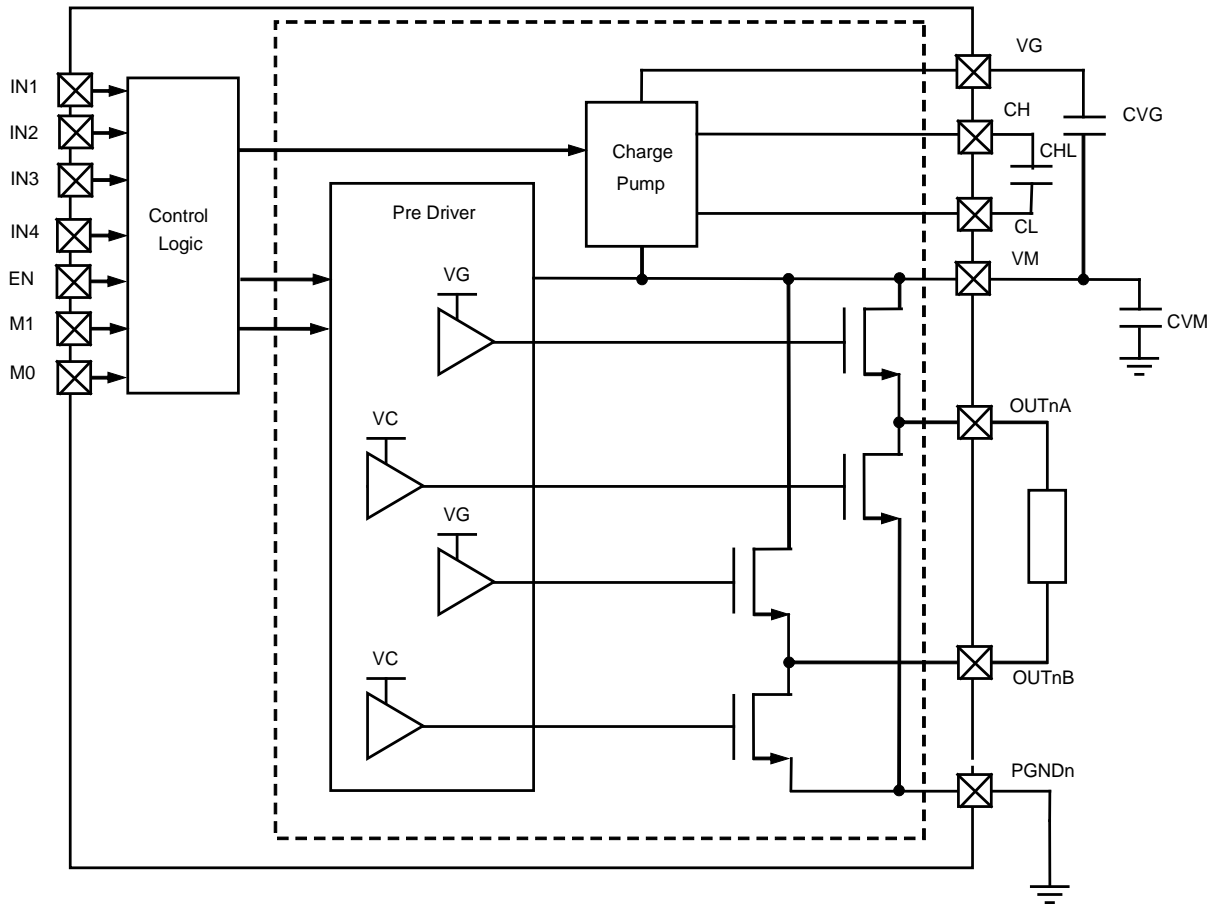 VG
IN1
CH
CVG
IN2
Charge
Pump
CHL
IN3
Pre Driver
Control
Logic
CL
IN4
VM
EN
VG
M1
CVM
M0
OUTnA
VC
VG
VC
OUTnB
PGNDn